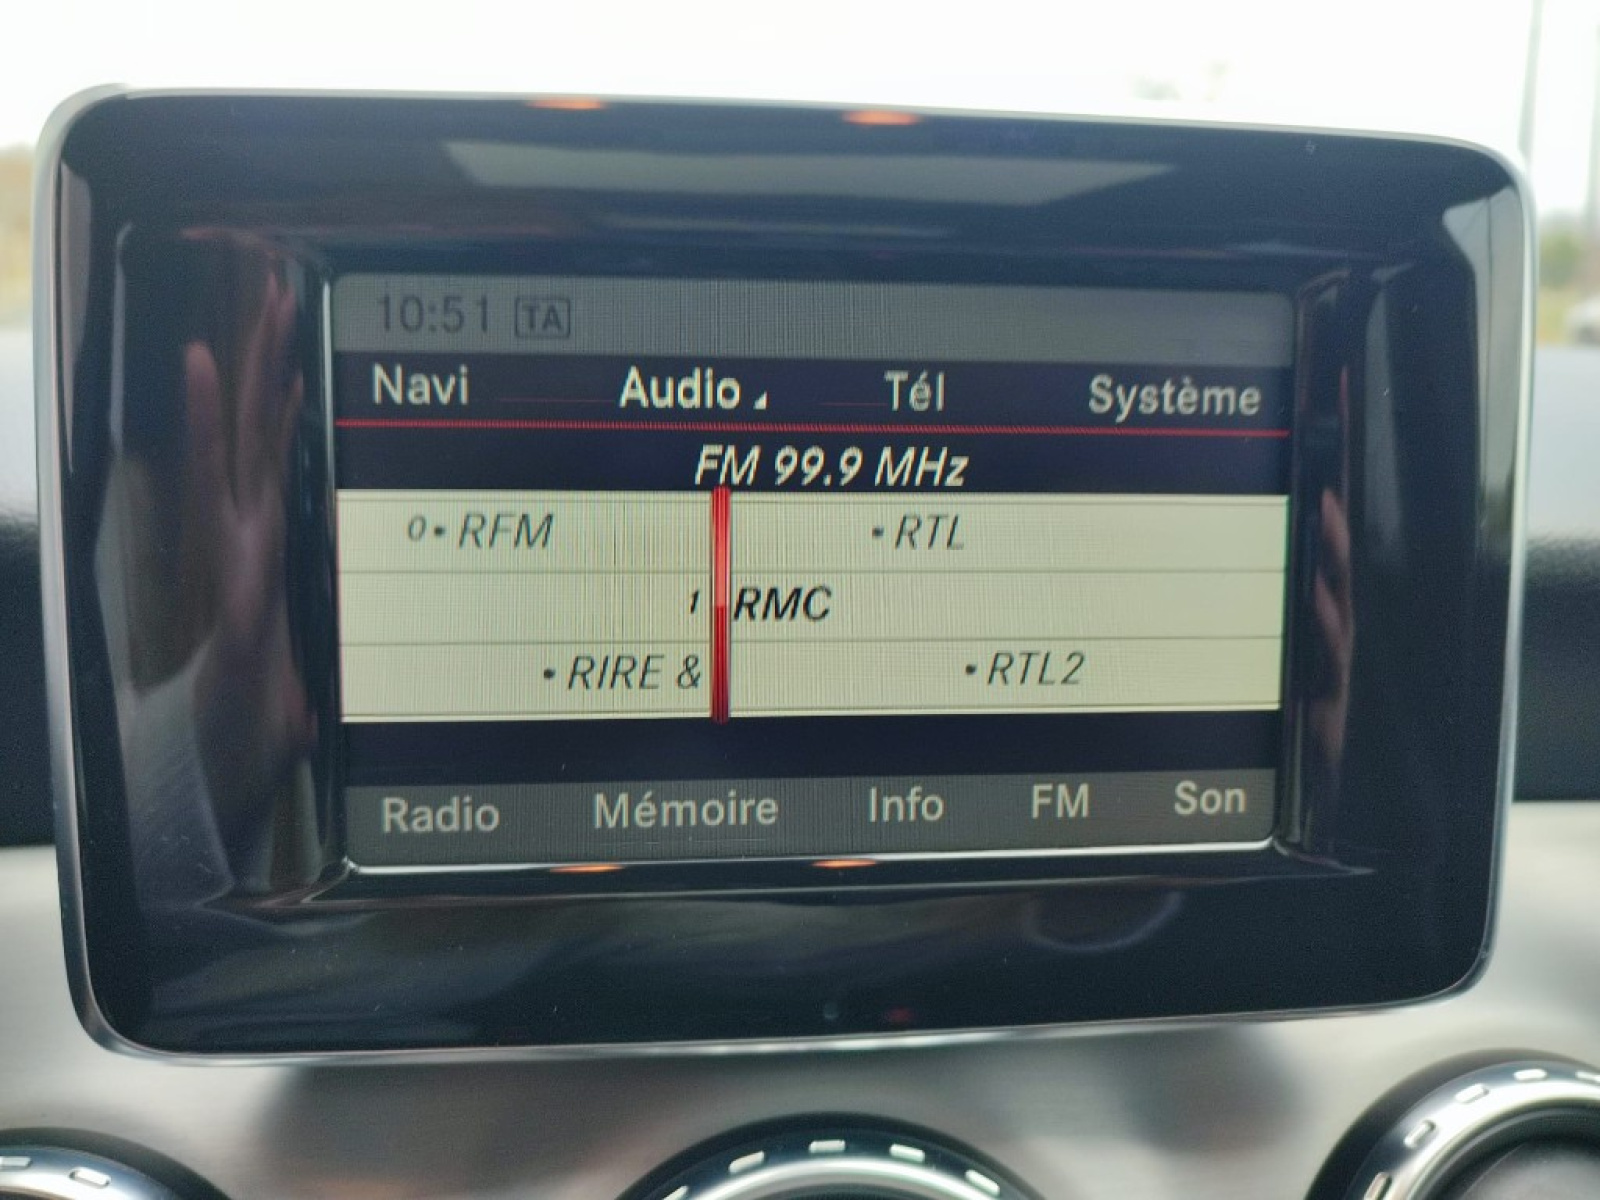 10:51 TA
Navi Audio Tél Système
FM 99.9 MHz
0 • RFM • RTL
1 RMC
• RIRE & • RTL2
Radio Mémoire Info FM Son